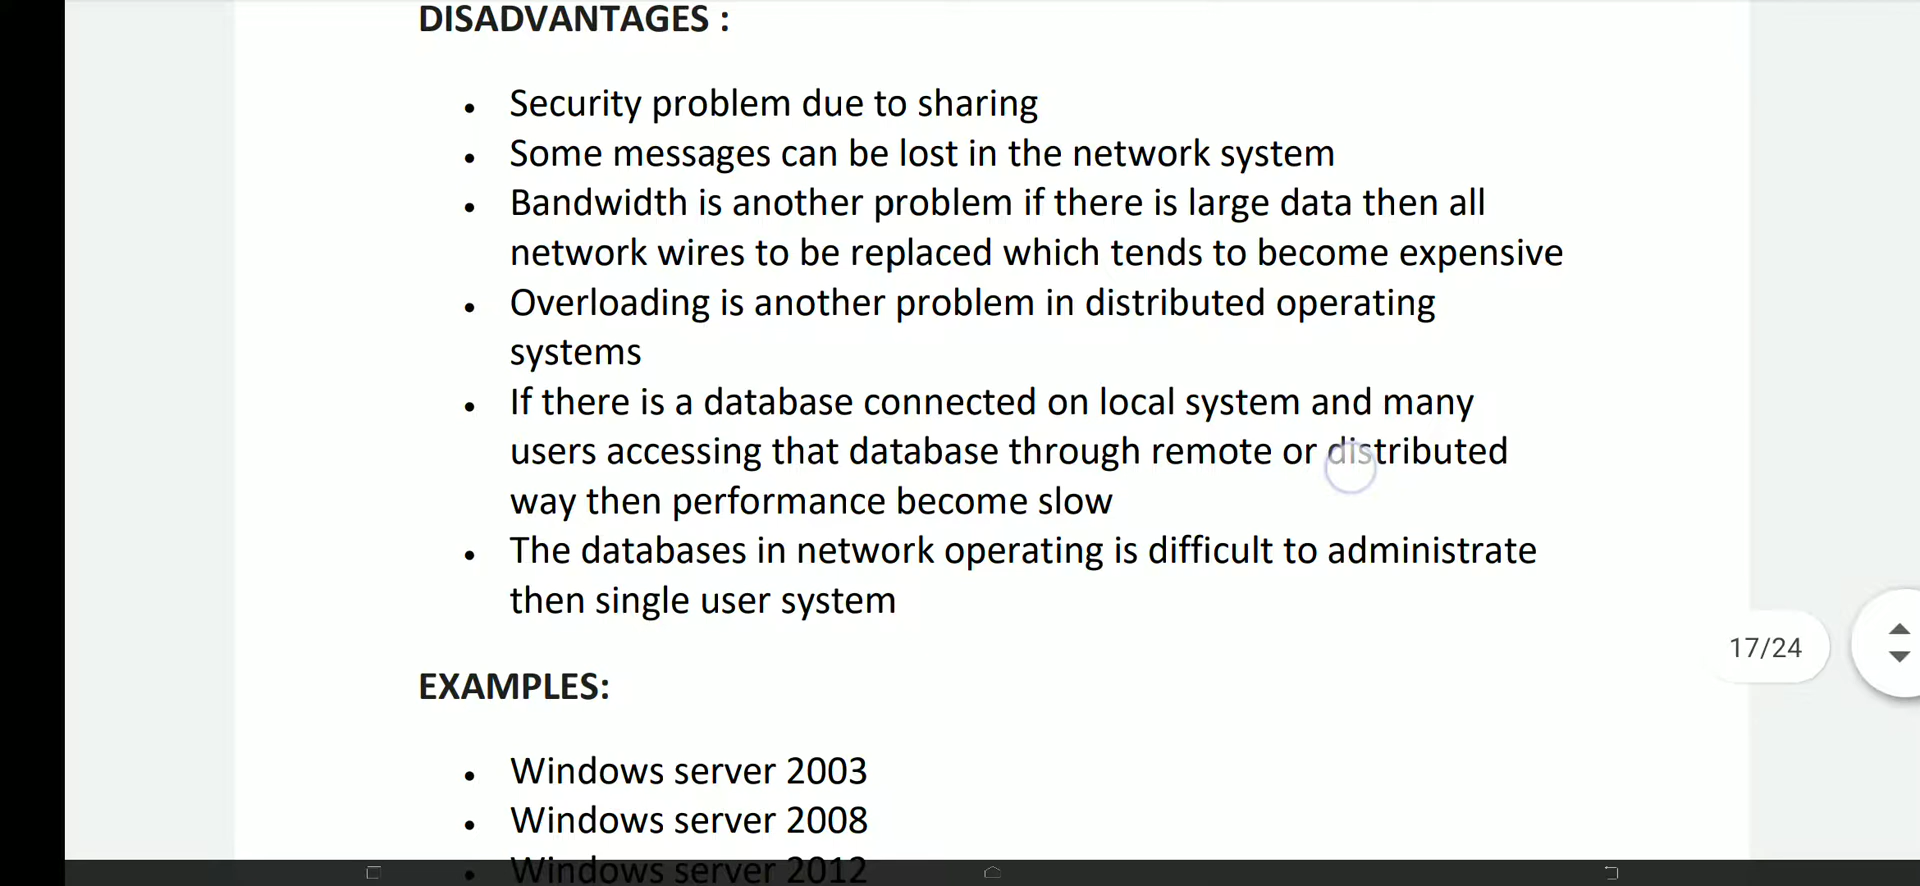 DISADVANTAGES :
• Security problem due to sharing
• Some messages can be lost in the network system
• Bandwidth is another problem if there is large data then all
network wires to be replaced which tends to become expensive
• Overloading is another problem in distributed operating
systems
• If there is a database connected on local system and many
users accessing that database through remote or distributed
way then performance become slow
• The databases in network operating is difficult to administrate
then single user system
17/24
EXAMPLES:
• Windows server 2003
• Windows server 2008
• Windows server 2012